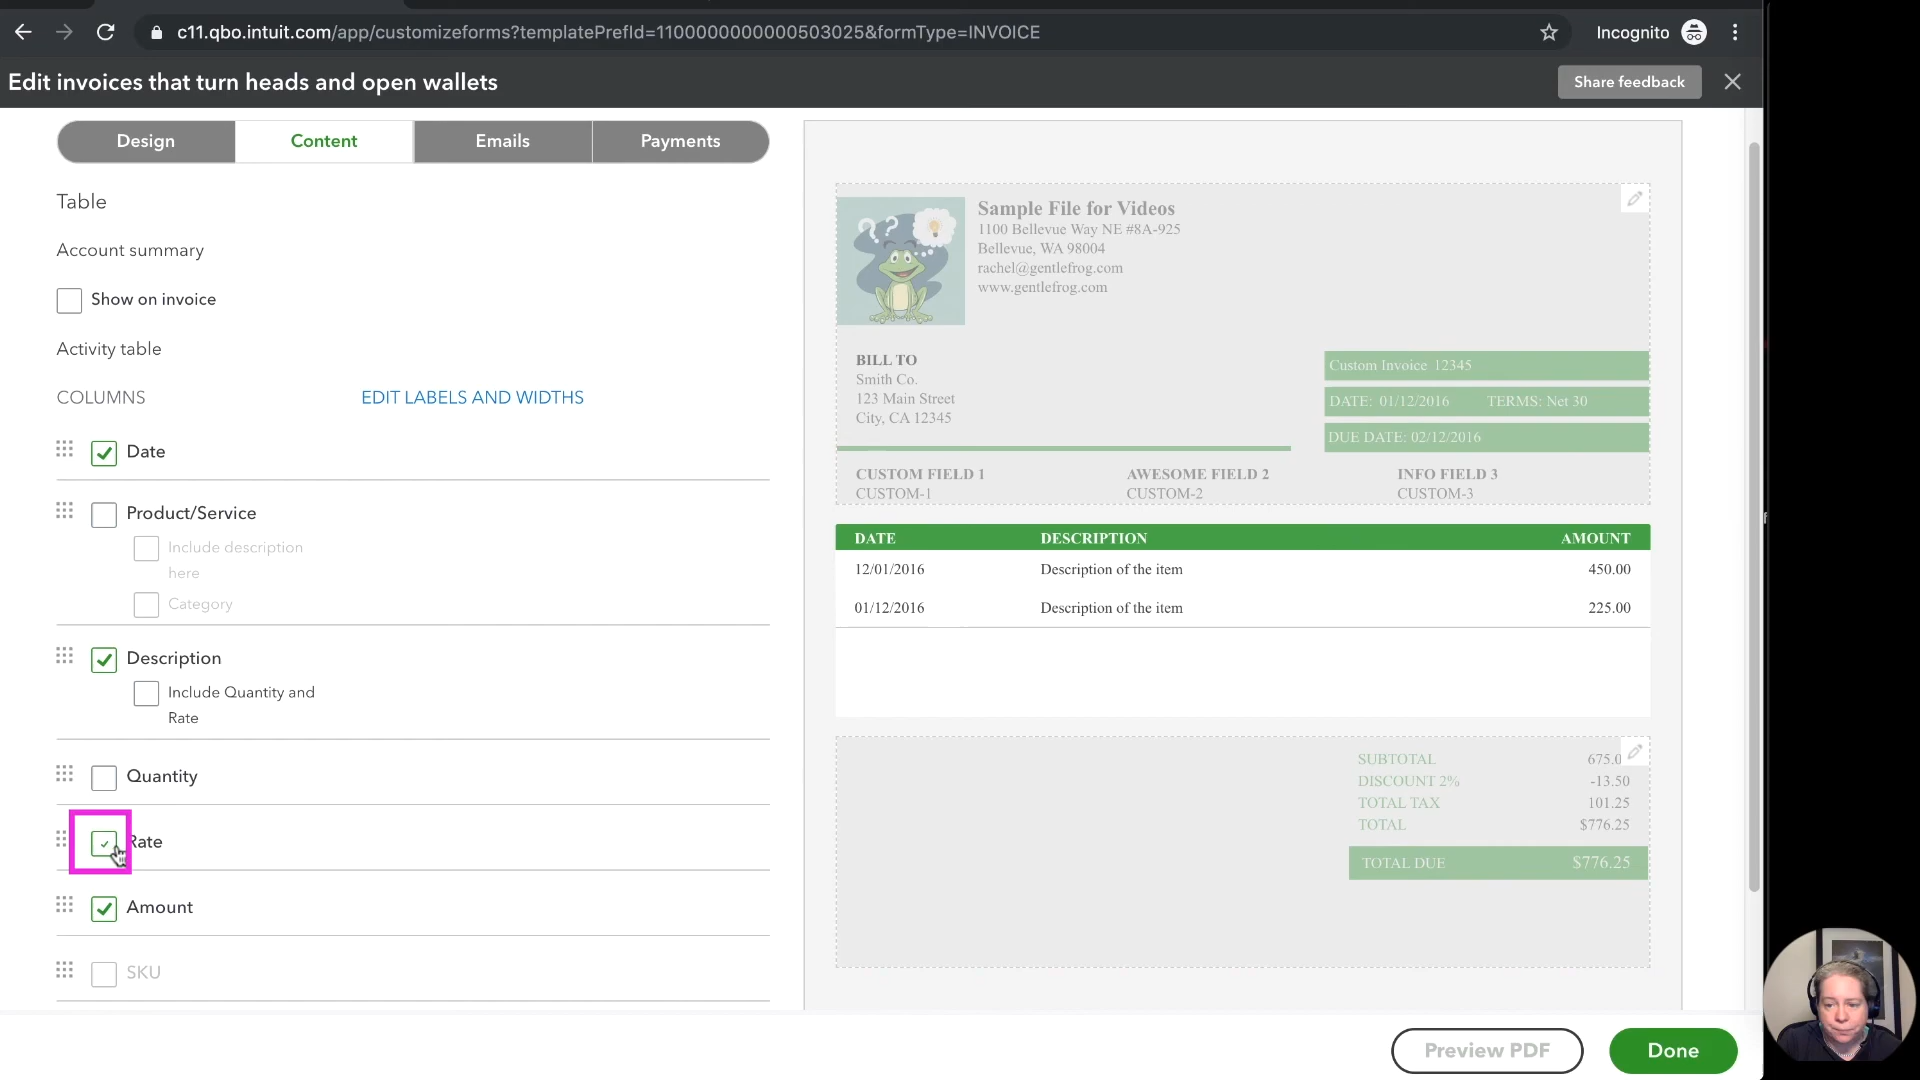 c11.qbo.intuit.com/app/customizeforms?templatePrefId=1100000000000503025&formType=INVOICE
Incognito
Edit invoices that turn heads and open wallets
Share feedback
Design
Content
Emails
Payments
Table
Account summary
Show on invoice
Activity table
COLUMNS
EDIT LABELS AND WIDTHS
Date
Product/Service
Include description
here
Category
Description
Include Quantity and
Rate
Quantity
Rate
Amount
SKU
Sample File for Videos
1100 Bellevue Way NE #8A-925
Bellevue, WA 98004
rachel@gentlefrog.com
www.gentlefrog.com
BILL TO
Smith Co.
123 Main Street
City, CA 12345
Custom Invoice 12345
DATE: 01/12/2016 TERMS: Net 30
DUE DATE: 02/12/2016
CUSTOM FIELD 1 AWESOME FIELD 2 INFO FIELD 3
CUSTOM-1 CUSTOM-2 CUSTOM-3
DATE DESCRIPTION AMOUNT
12/01/2016 Description of the item 450.00
01/12/2016 Description of the item 225.00
SUBTOTAL 675.0
DISCOUNT 2% -13.50
TOTAL TAX 101.25
TOTAL $776.25
TOTAL DUE $776.25
Preview PDF
Done